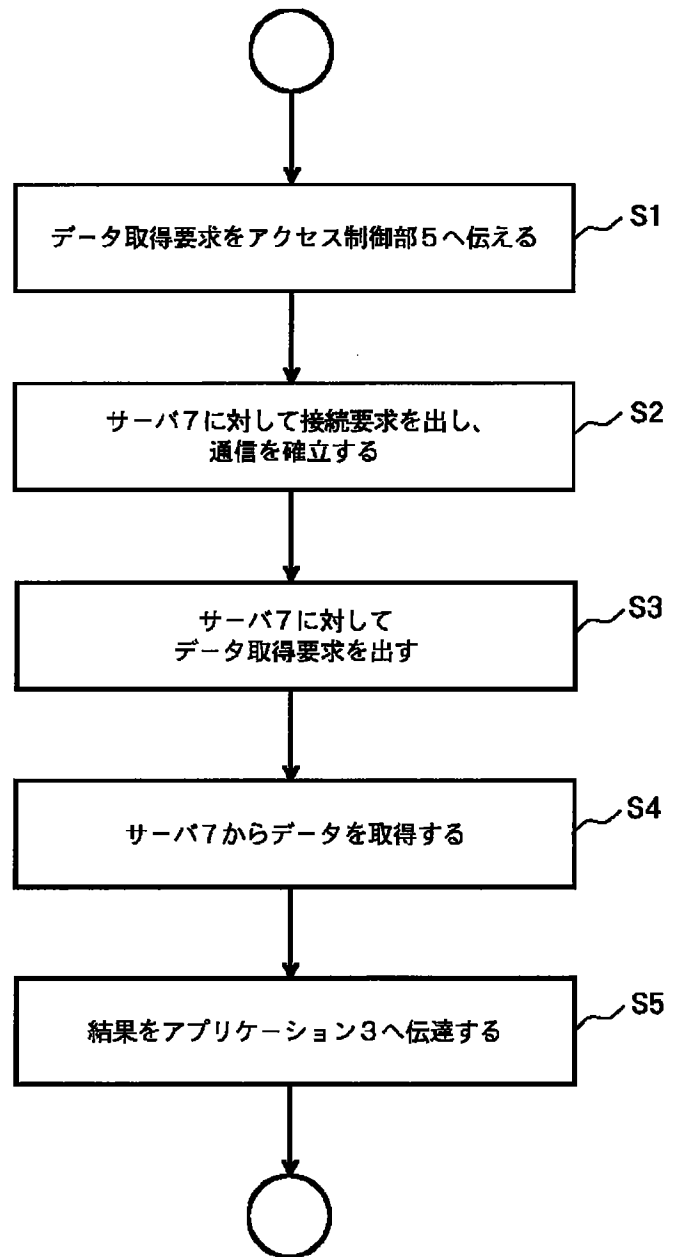 データ取得要求をアクセス制御部５へ伝える
S1
サーバ７に対して接続要求を出し、
通信を確立する
S2
サーバ７に対して
データ取得要求を出す
S3
サーバ７からデータを取得する
S4
結果をアプリケーション３へ伝達する
S5